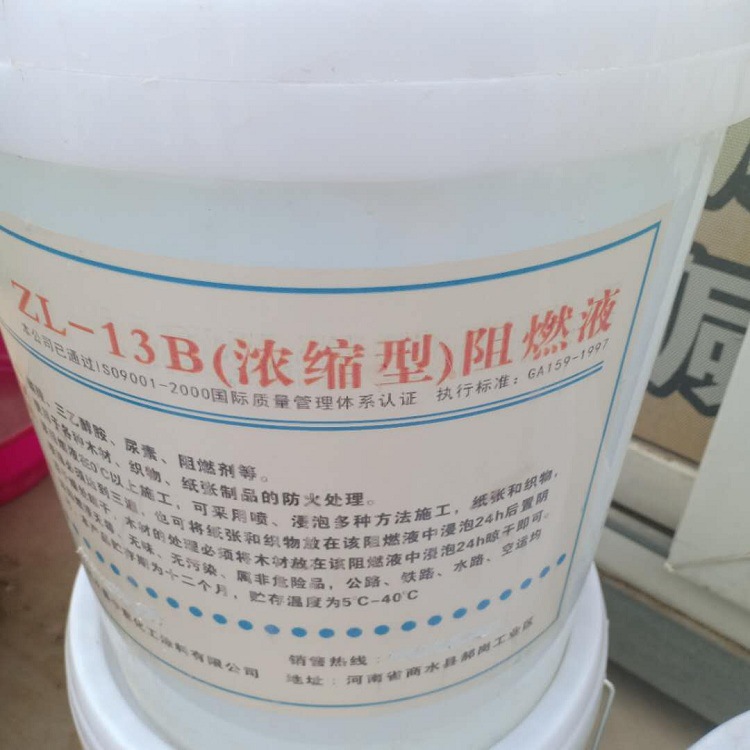 ZL-13B(浓缩型)阻燃液
本公司已通过ISO9001-2000国际质量管理体系认证 执行标准：GA159-1997
三乙醇胺、尿素、阻燃剂等。
木材、织物、纸张制品的防火处理。
以上施工，可采用喷、浸泡多种方法施工，纸张和织物，
三遍，也可将纸张和织物放在该阻燃液中浸泡24h后置阴
木材的处理必须将木材放在该阻燃液中浸泡24h晾干即可。
无味、无污染、属非危险品，公路、铁路、水路、空运均
贮存期为十二个月，贮存温度为5℃-40℃
化工涂料有限公司 销售热线：
地址：河南省商水县郝岗工业区